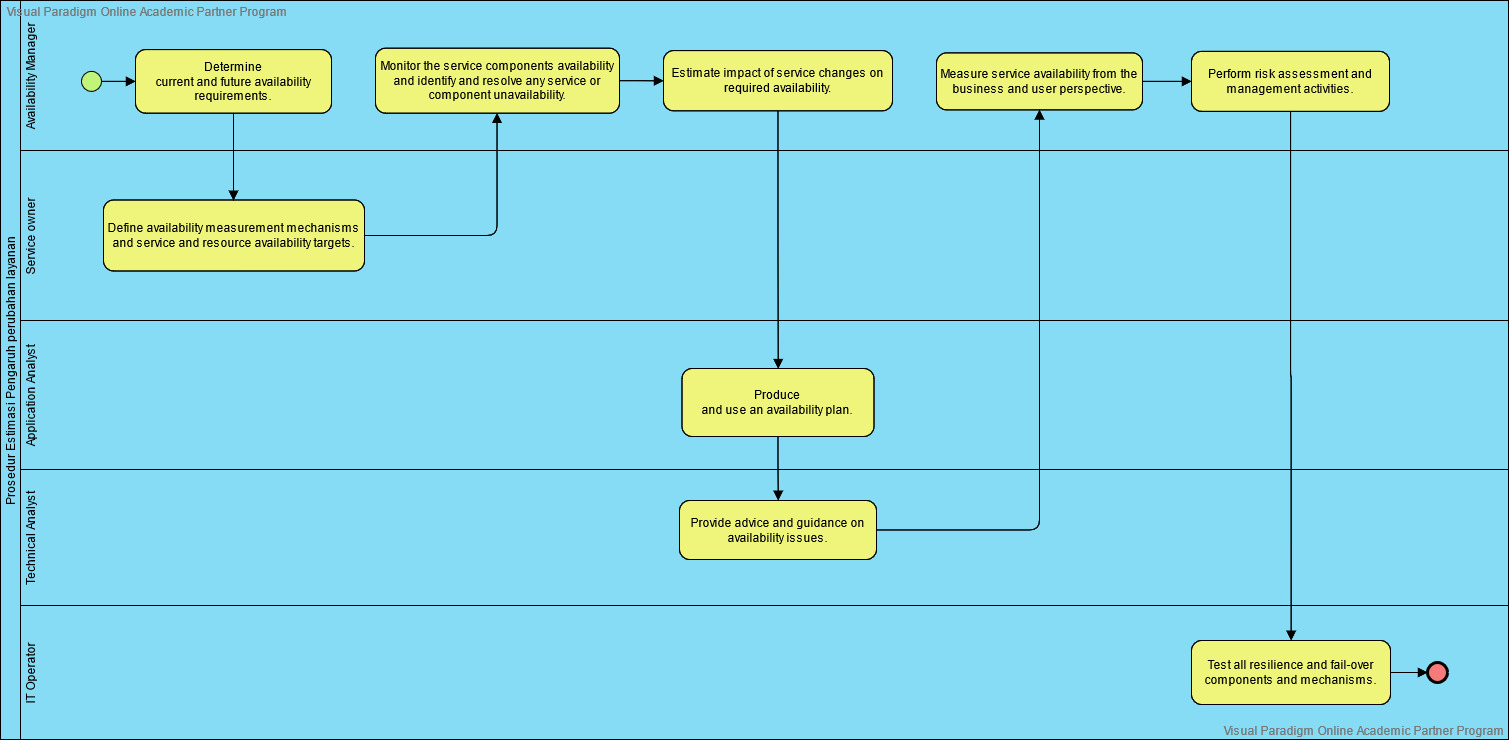 Visual Paradigm Online Academic Partner Program
Prosedur Estimasi Pengaruh perubahan layanan
Availability Manager
Determine
current and future availability
requirements.
Monitor the service components availability
and identify and resolve any service or
component unavailability.
Estimate impact of service changes on
required availability.
Measure service availability from the
business and user perspective.
Perform risk assessment and
management activities.
Service owner
Define availability measurement mechanisms
and service and resource availability targets.
Application Analyst
Produce
and use an availability plan.
Technical Analyst
Provide advice and guidance on
availability issues.
IT Operator
Test all resilience and fail-over
components and mechanisms.
Visual Paradigm Online Academic Partner Program